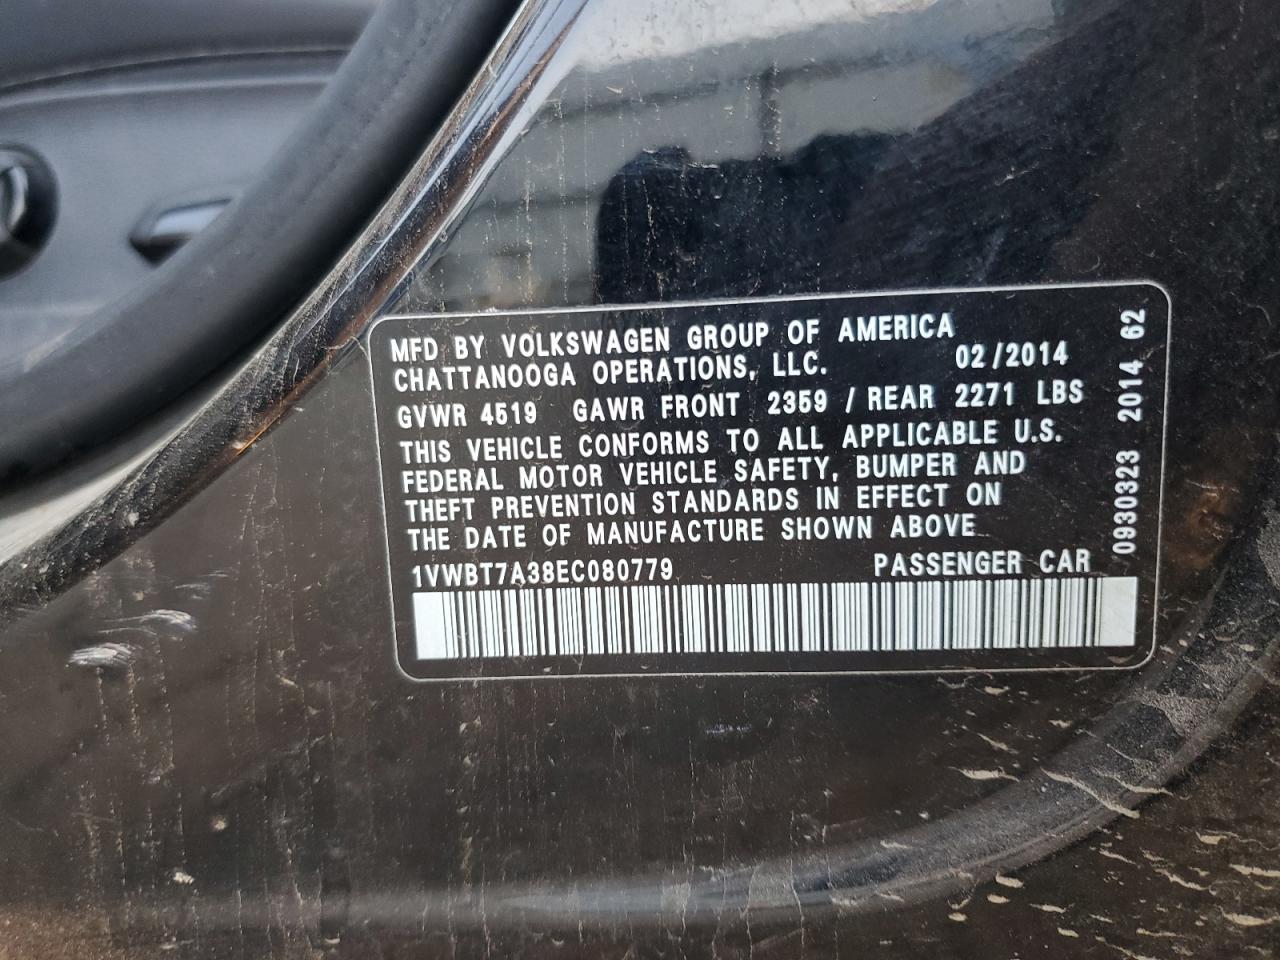 MFD BY VOLKSWAGEN GROUP OF AMERICA
CHATTANOOGA OPERATIONS, LLC. 02/2014
GVWR 4519 GAWR FRONT 2359 / REAR 2271 LBS
THIS VEHICLE CONFORMS TO ALL APPLICABLE U.S.
FEDERAL MOTOR VEHICLE SAFETY, BUMPER AND
THEFT PREVENTION STANDARDS IN EFFECT ON
THE DATE OF MANUFACTURE SHOWN ABOVE
1VWBT7A38EC080779 PASSENGER CAR
0930323 2014 62